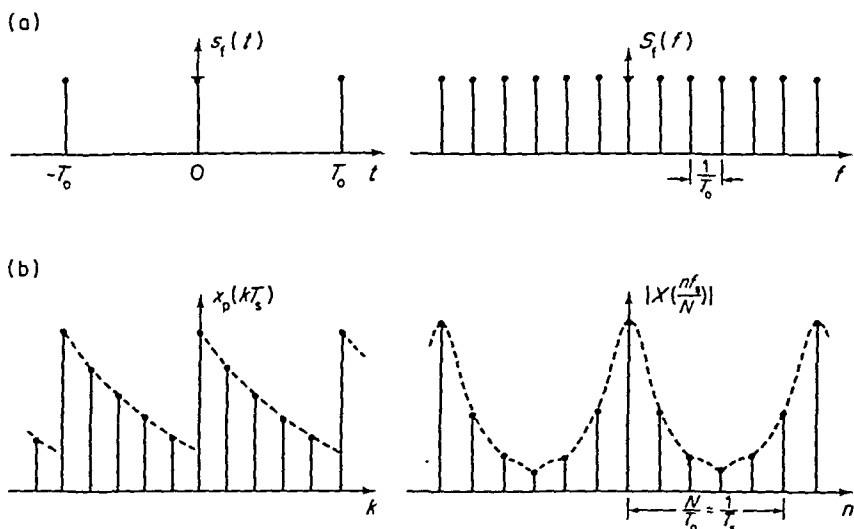 (a)
s_f(t)
S_f(f)
-T_o 0 T_o t
1/T_o f
(b)
x_p(kT_s)
|X(nf_s/N)|
k
N/T_o = 1/T_s n